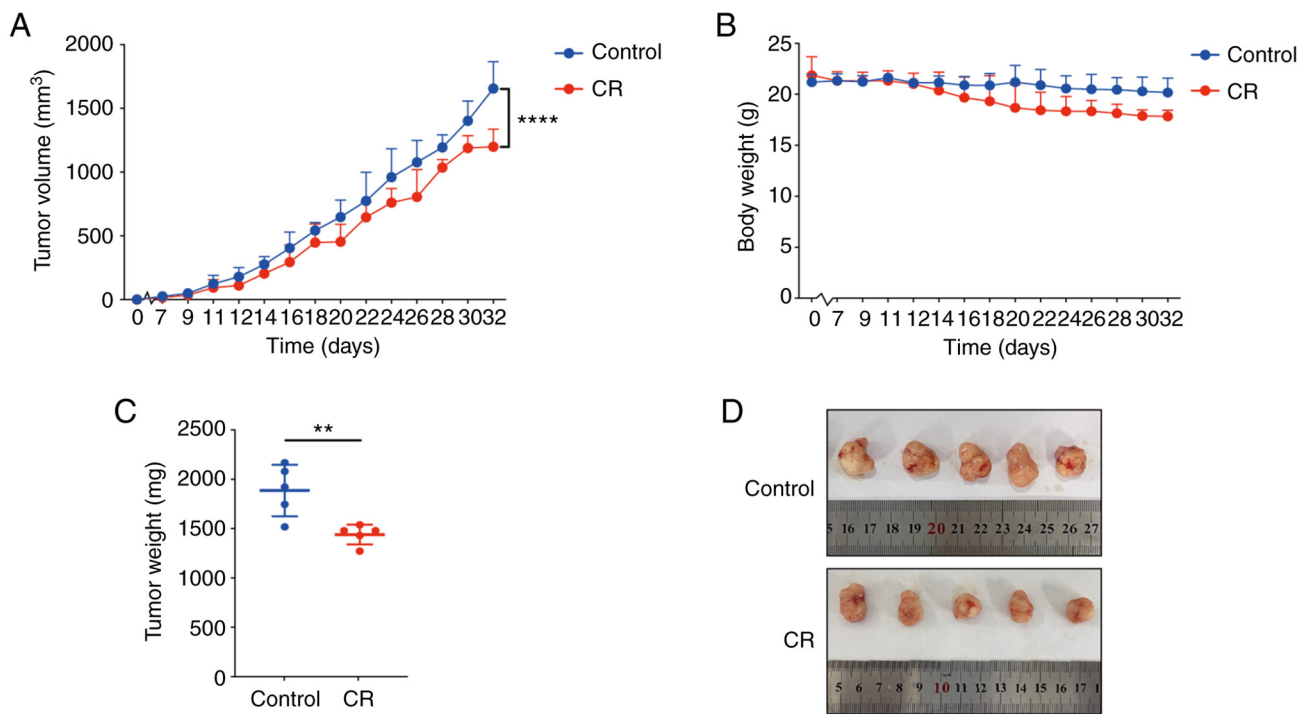 A
Tumor volume (mm³)
2000
1500
1000
500
0
0 7 9 11 12 14 16 18 20 22 24 26 28 30 32
Time (days)
Control
CR
****
B
Body weight (g)
25
20
15
10
5
0
0 7 9 11 12 14 16 18 20 22 24 26 28 30 32
Time (days)
Control
CR
C
Tumor weight (mg)
2500
2000
1500
1000
500
0
**
Control CR
D
Control
5 16 17 18 19 20 21 22 23 24 25 26 27
CR
5 6 7 8 9 10 11 12 13 14 15 16 17 1